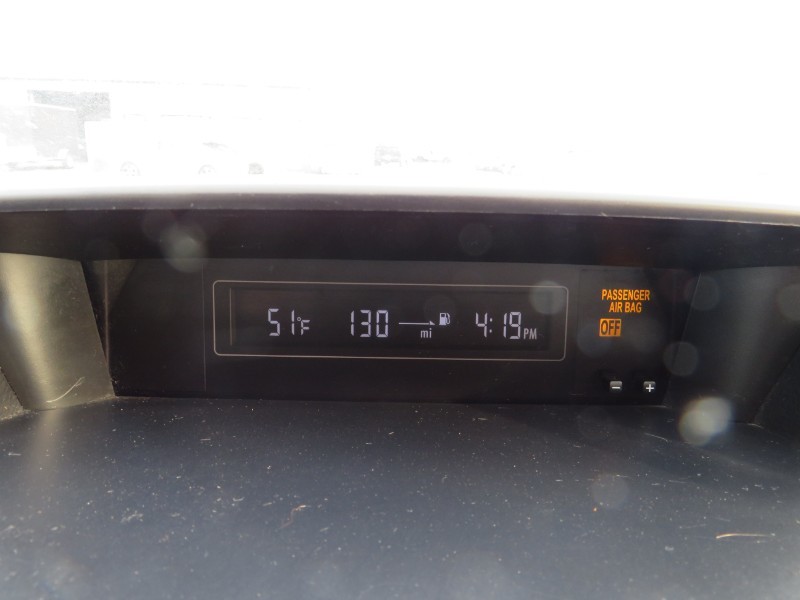 51°F 130 mi 4:19 PM
PASSENGER
AIR BAG
OFF
- +